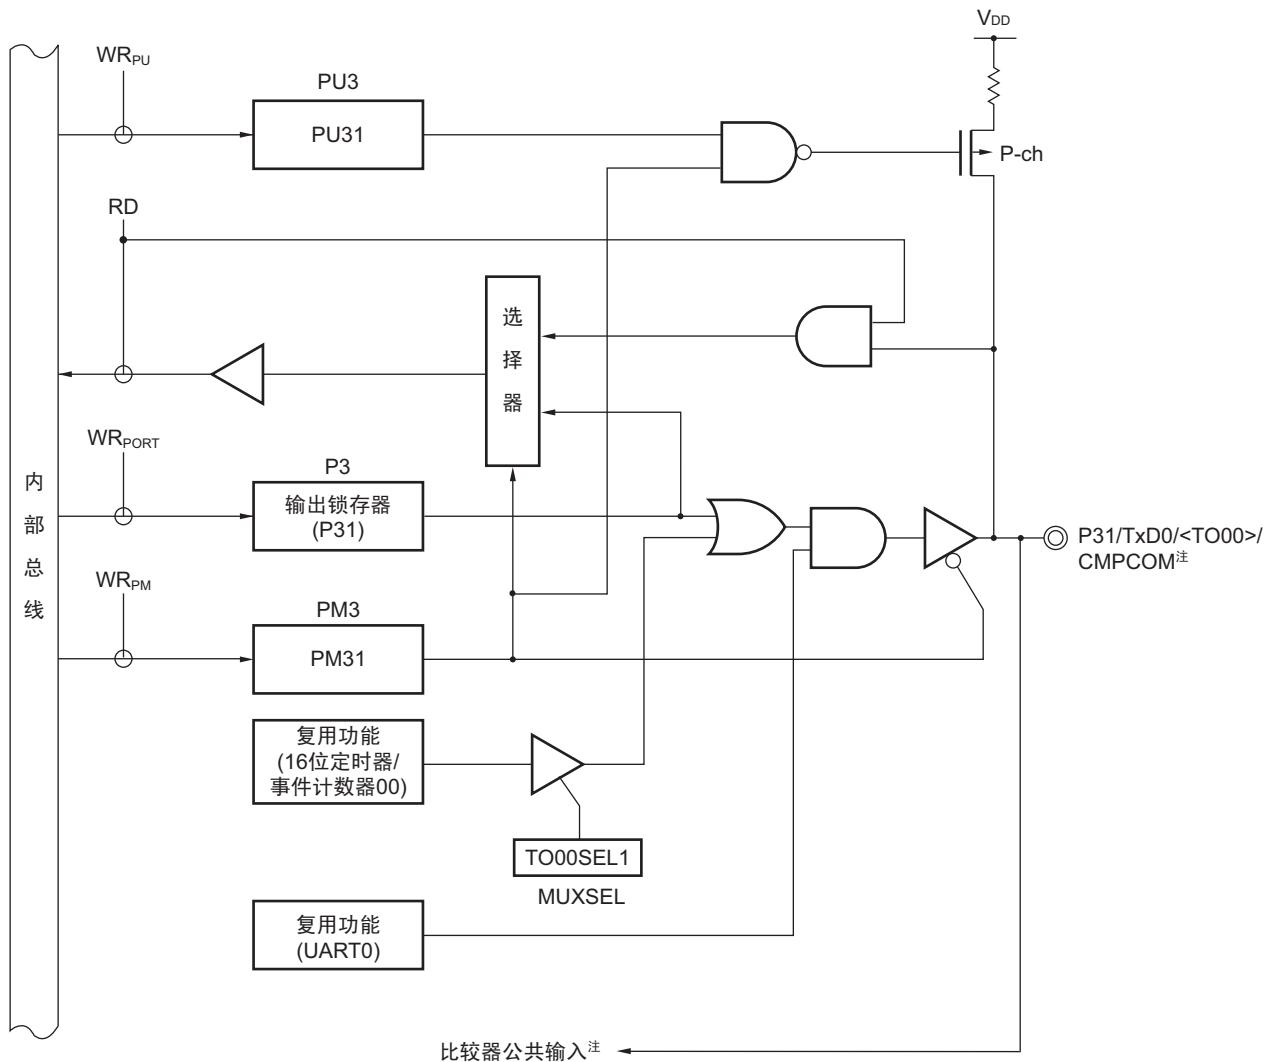 VDD
WRPU
PU3
PU31
P-ch
RD
选择器
WRPORT
P3
输出锁存器
(P31)
内部总线
P31/TxD0/<TO00>/
CMPCOM注
WRPM
PM3
PM31
复用功能
(16位定时器/
事件计数器00)
TO00SEL1
MUXSEL
复用功能
(UART0)
比较器公共输入注